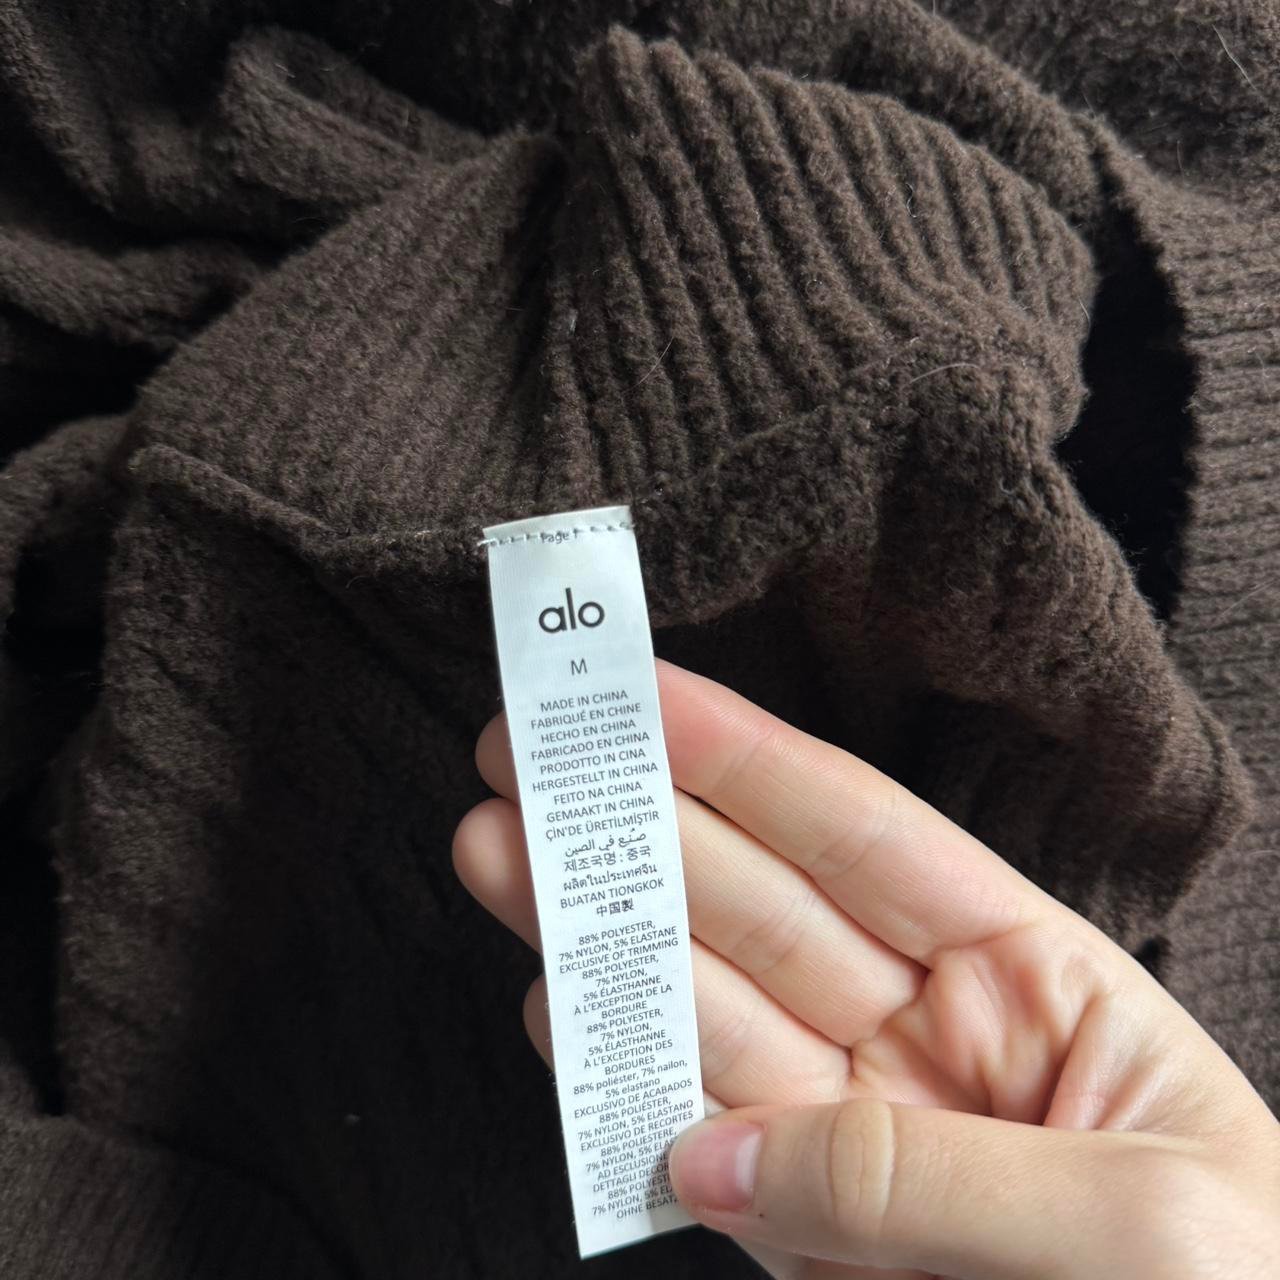 Page 1
alo
M
MADE IN CHINA
FABRIQUÉ EN CHINE
HECHO EN CHINA
FABRICADO EN CHINA
PRODOTTO IN CINA
HERGESTELLT IN CHINA
FEITO NA CHINA
GEMAAKT IN CHINA
ÇİN'DE ÜRETİLMİŞTİR
صنع في الصين
제조국명 : 중국
ผลิตในประเทศจีน
BUATAN TIONGKOK
中国製
88% POLYESTER,
7% NYLON, 5% ELASTANE
EXCLUSIVE OF TRIMMING
88% POLYESTER,
7% NYLON,
5% ÉLASTHANNE
À L'EXCEPTION DE LA
BORDURE
88% POLYESTER,
7% NYLON,
5% ÉLASTHANNE
À L'EXCEPTION DES
BORDURES
88% poliéster, 7% nailon,
5% elastano
EXCLUSIVO DE ACABADOS
88% POLIÉSTER,
7% NYLON, 5% ELASTANO
EXCLUSIVO DE RECORTES
88% POLIESTERE,
7% NYLON, 5%
AD ESCLUSIONE
DETTAGLI
88%
7% NYLON, 5%
OHNE